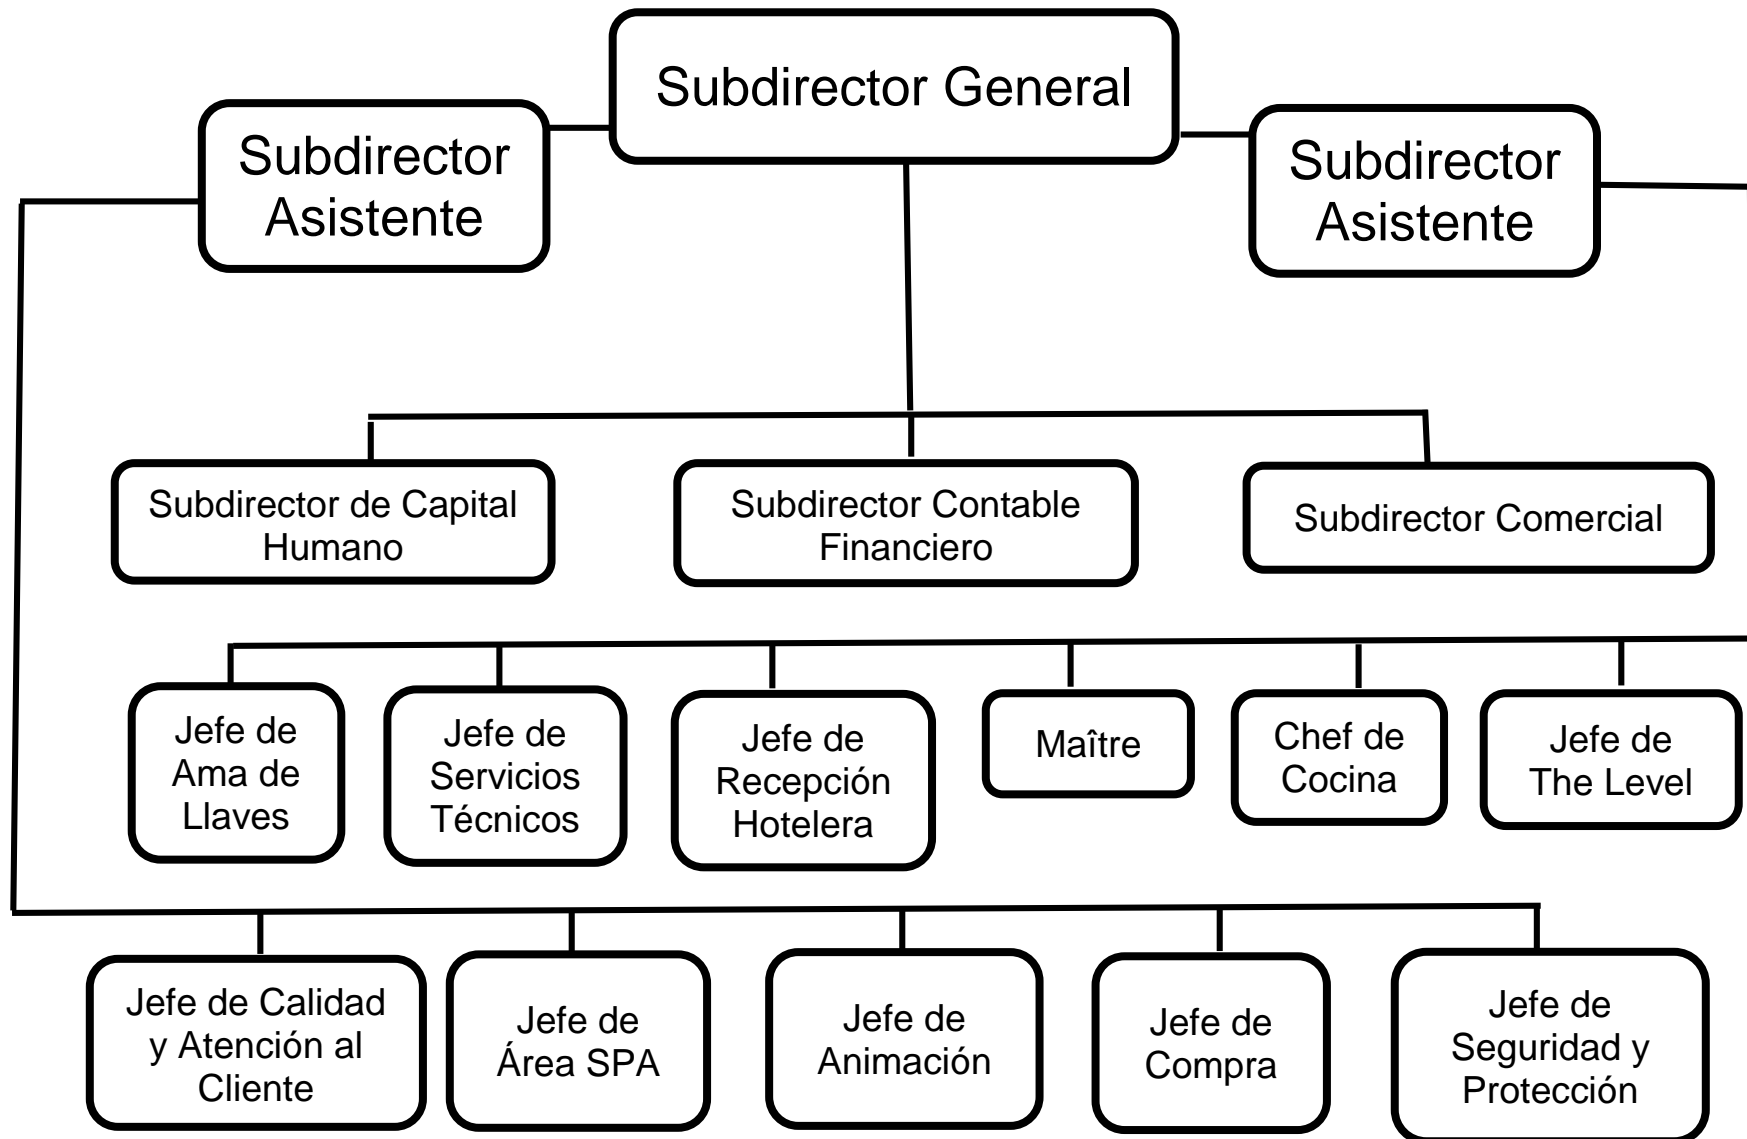 Subdirector General
Subdirector
Asistente
Subdirector
Asistente
Subdirector de Capital
Humano
Subdirector Contable
Financiero
Subdirector Comercial
Jefe de
Ama de
Llaves
Jefe de
Servicios
Técnicos
Jefe de
Recepción
Hotelera
Maître
Chef de
Cocina
Jefe de
The Level
Jefe de Calidad
y Atención al
Cliente
Jefe de
Área SPA
Jefe de
Animación
Jefe de
Compra
Jefe de
Seguridad y
Protección